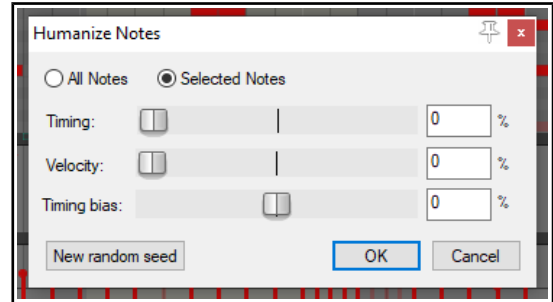 Humanize Notes
All Notes Selected Notes
Timing: 0 %
Velocity: 0 %
Timing bias: 0 %
New random seed OK Cancel